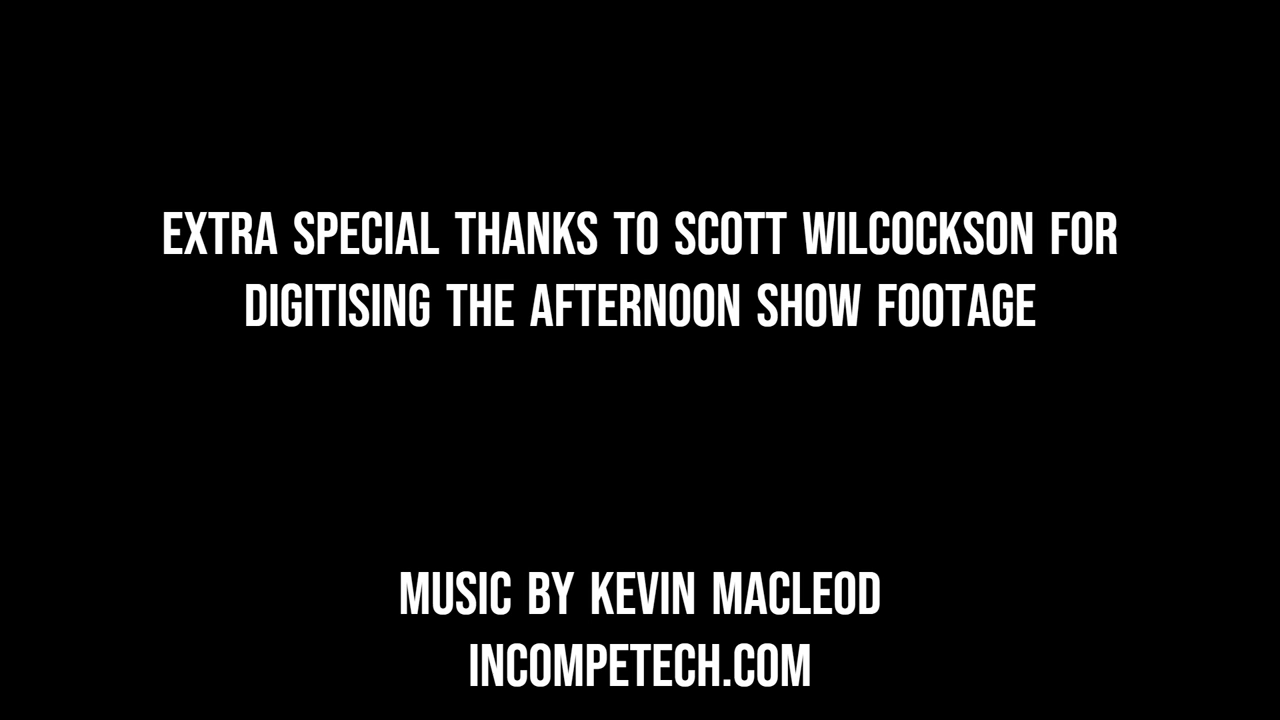 EXTRA SPECIAL THANKS TO SCOTT WILCOCKSON FOR
DIGITISING THE AFTERNOON SHOW FOOTAGE
MUSIC BY KEVIN MACLEOD
INCOMPETECH.COM